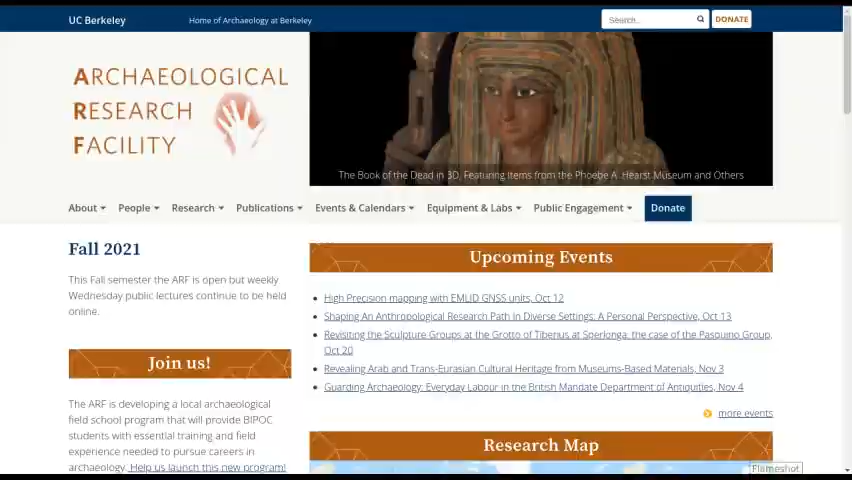 UC Berkeley
Home of Archaeology at Berkeley
Search..
DONATE
ARCHAEOLOGICAL
RESEARCH
FACILITY
The Book of the Dead in 3D, Featuring Items from the Phoebe A. Hearst Museum and Others
About
People
Research
Publications
Events & Calendars
Equipment & Labs
Public Engagement
Donate
Fall 2021
This Fall semester the ARF is open but weekly
Wednesday public lectures continue to be held
online.
Join us!
The ARF is developing a local archaeological
field school program that will provide BIPOC
students with essential training and field
experience needed to pursue careers in
archaeology. Help us launch this new program!
Upcoming Events
High Precision mapping with EMLID GNSS units, Oct 12
Shaping An Anthropological Research Path in Diverse Settings: A Personal Perspective, Oct 13
Revisiting the Sculpture Groups at the Grotto of Tiberius at Sperlonga: the case of the Pasquino Group,
Oct 20
Revealing Arab and Trans-Eurasian Cultural Heritage from Museums-Based Materials, Nov 3
Guarding Archaeology: Everyday Labour in the British Mandate Department of Antiquities, Nov 4
more events
Research Map
Flameshot